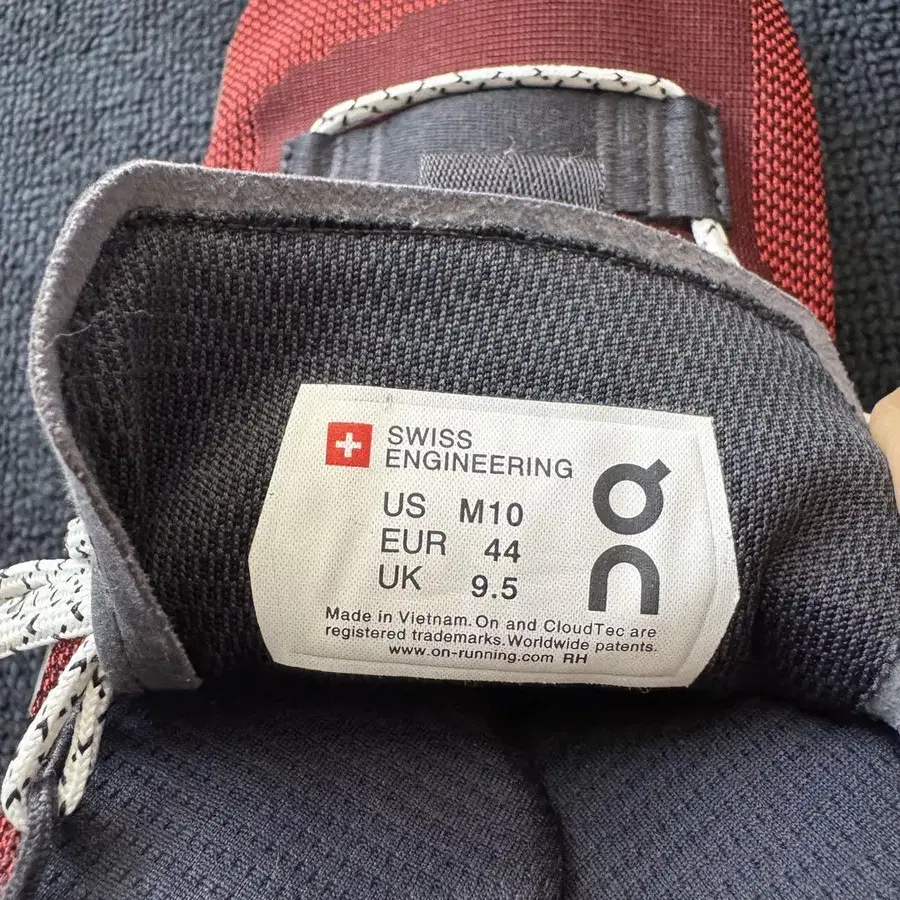 SWISS
ENGINEERING
US M10
EUR 44
UK 9.5
On
Made in Vietnam. On and CloudTec are
registered trademarks. Worldwide patents.
www.on-running.com RH